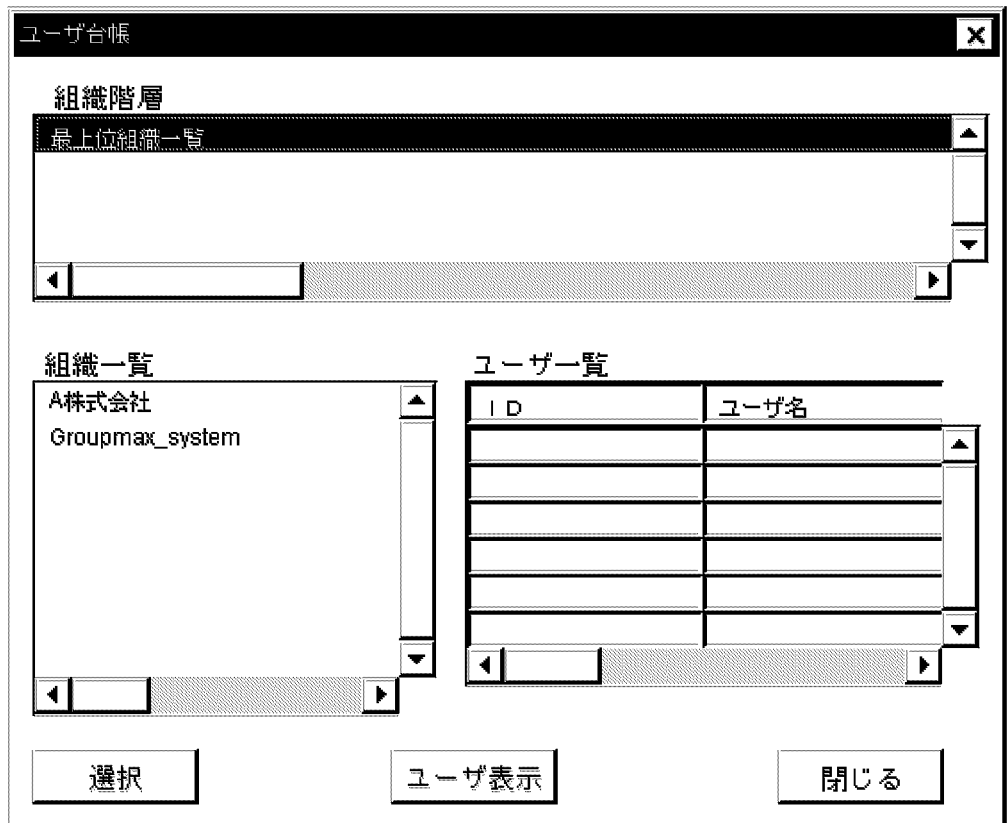 ユーザ台帳
組織階層
最上位組織一覧
組織一覧
A株式会社
Groupmax_system
ユーザ一覧
ID ユーザ名
選択 ユーザ表示 閉じる